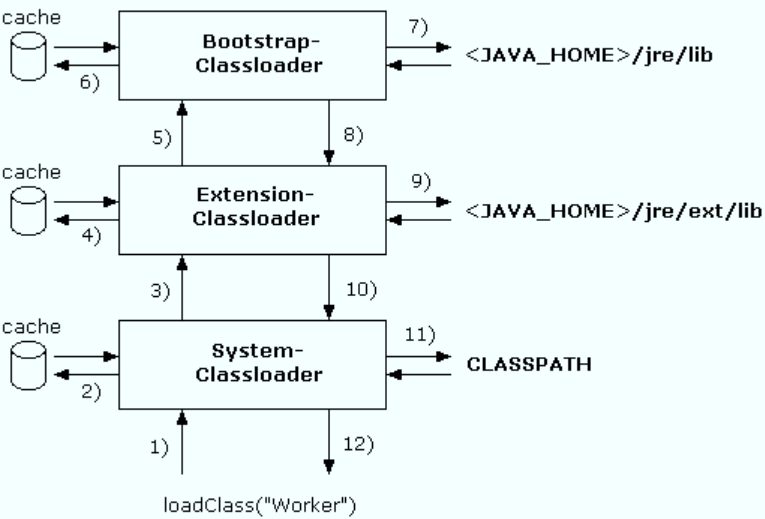 cache
Bootstrap-
Classloader
7)
<JAVA_HOME>/jre/lib
6)
5)
8)
cache
Extension-
Classloader
9)
<JAVA_HOME>/jre/ext/lib
4)
3)
10)
cache
System-
Classloader
11)
CLASSPATH
2)
1)
12)
loadClass("Worker")